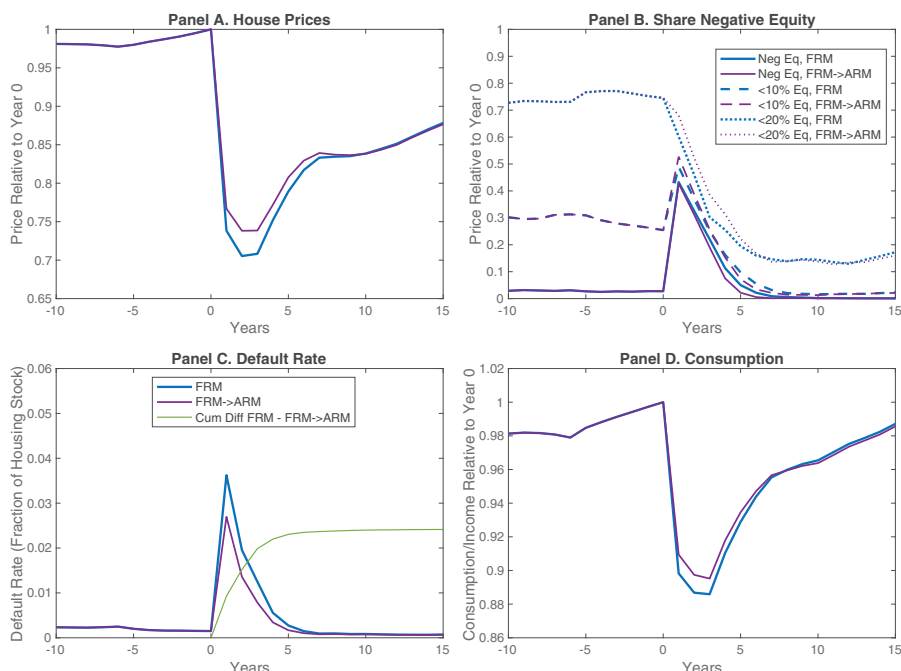 Panel A. House Prices
1
0.95
0.9
0.85
0.8
0.75
0.7
0.65
Price Relative to Year 0
-10 -5 0 5 10 15
Years
Panel B. Share Negative Equity
1
0.9
0.8
0.7
0.6
0.5
0.4
0.3
0.2
0.1
0
Price Relative to Year 0
Neg Eq, FRM
Neg Eq, FRM->ARM
<10% Eq, FRM
<10% Eq, FRM->ARM
<20% Eq, FRM
<20% Eq, FRM->ARM
-10 -5 0 5 10 15
Years
Panel C. Default Rate
0.06
0.05
0.04
0.03
0.02
0.01
0
Default Rate (Fraction of Housing Stock)
FRM
FRM->ARM
Cum Diff FRM - FRM->ARM
-10 -5 0 5 10 15
Years
Panel D. Consumption
1.02
1
0.98
0.96
0.94
0.92
0.9
0.88
0.86
Consumption/Income Relative to Year 0
-10 -5 0 5 10 15
Years